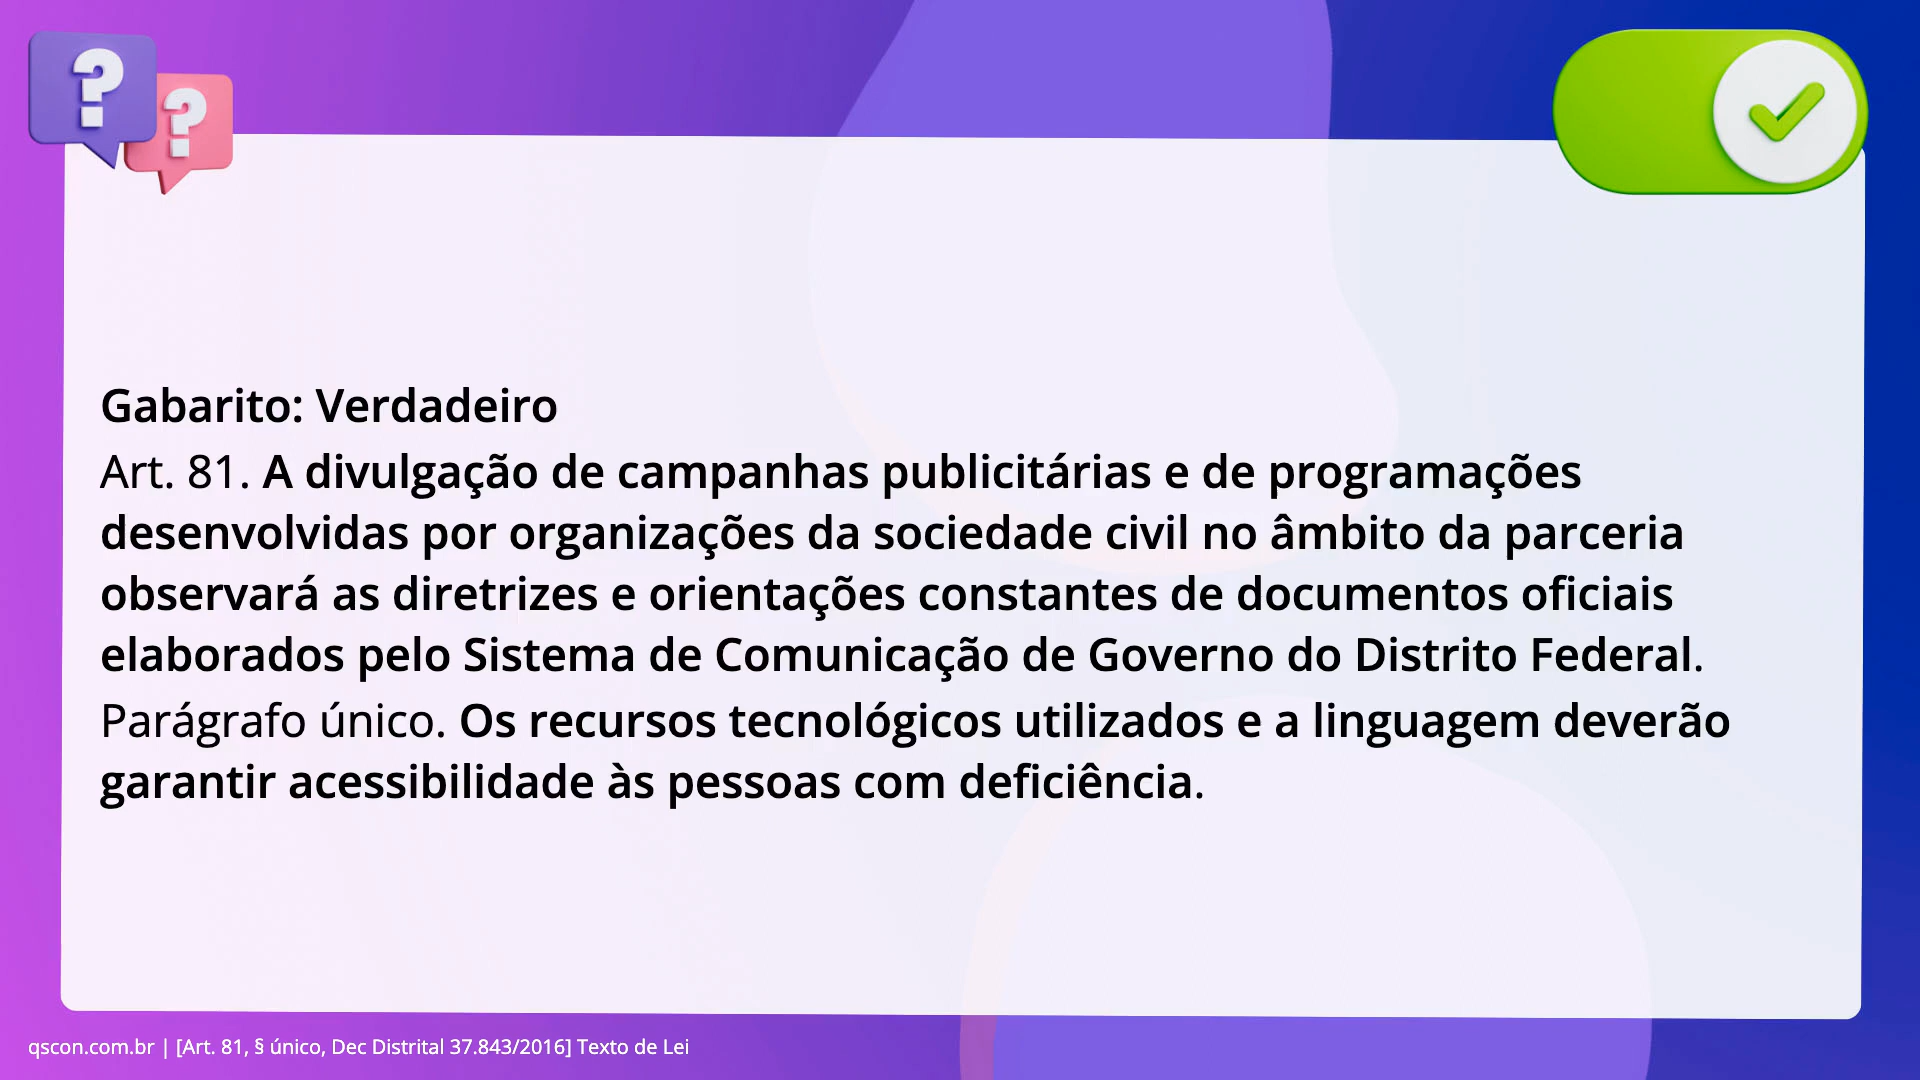 ?
?
Gabarito: Verdadeiro
Art. 81. A divulgação de campanhas publicitárias e de programações
desenvolvidas por organizações da sociedade civil no âmbito da parceria
observará as diretrizes e orientações constantes de documentos oficiais
elaborados pelo Sistema de Comunicação de Governo do Distrito Federal.
Parágrafo único. Os recursos tecnológicos utilizados e a linguagem deverão
garantir acessibilidade às pessoas com deficiência.
qscon.com.br | [Art. 81, § único, Dec Distrital 37.843/2016] Texto de Lei